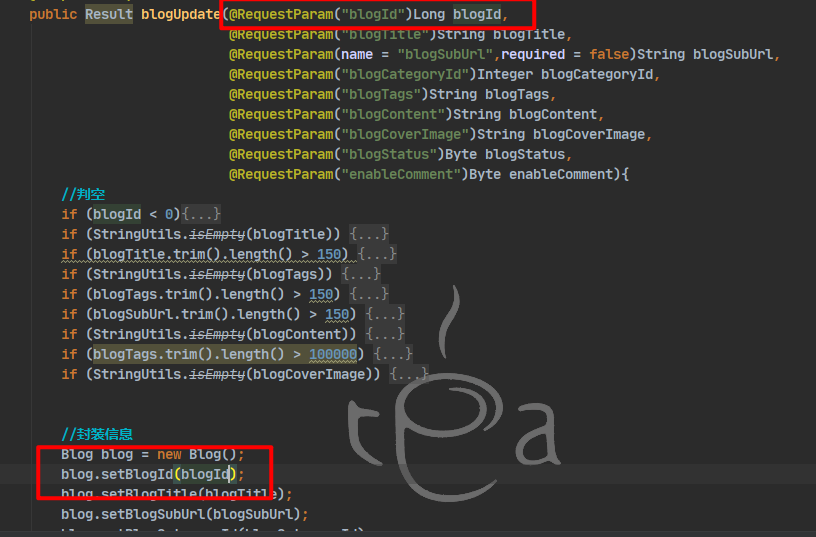 public Result blogUpdate(@RequestParam("blogId")Long blogId,
@RequestParam("blogTitle")String blogTitle,
@RequestParam(name = "blogSubUrl",required = false)String blogSubUrl,
@RequestParam("blogCategoryId")Integer blogCategoryId,
@RequestParam("blogTags")String blogTags,
@RequestParam("blogContent")String blogContent,
@RequestParam("blogCoverImage")String blogCoverImage,
@RequestParam("blogStatus")Byte blogStatus,
@RequestParam("enableComment")Byte enableComment){
//判空
if (blogId < 0){...}
if (StringUtils.isEmpty(blogTitle)) {...}
if (blogTitle.trim().length() > 150) {...}
if (StringUtils.isEmpty(blogTags)) {...}
if (blogTags.trim().length() > 150) {...}
if (blogSubUrl.trim().length() > 150) {...}
if (StringUtils.isEmpty(blogContent)) {...}
if (blogTags.trim().length() > 100000) {...}
if (StringUtils.isEmpty(blogCoverImage)) {...}
tea
//封装信息
Blog blog = new Blog();
blog.setBlogId(blogId);
blog.setBlogTitle(blogTitle);
blog.setBlogSubUrl(blogSubUrl);